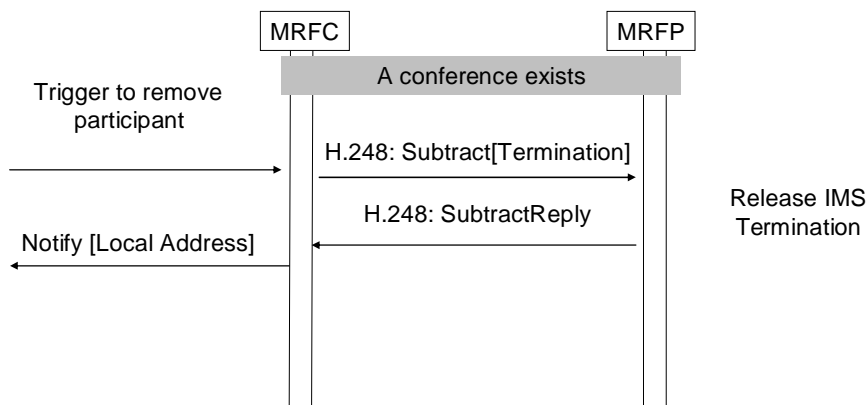 MRFC
MRFP
A conference exists
Trigger to remove
participant
H.248: Subtract[Termination]
H.248: SubtractReply
Release IMS
Termination
Notify [Local Address]